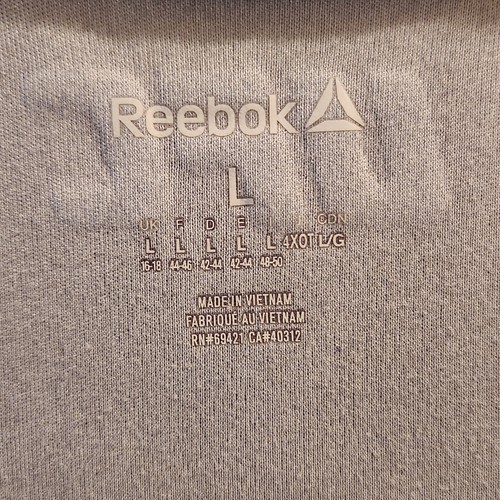 Reebok
L
UK F D E CDN
L L L L L 4XOT L/G
16-18 44-46 42-44 42-44 48-50
MADE IN VIETNAM
FABRIQUÉ AU VIETNAM
RN#69421 CA#40312